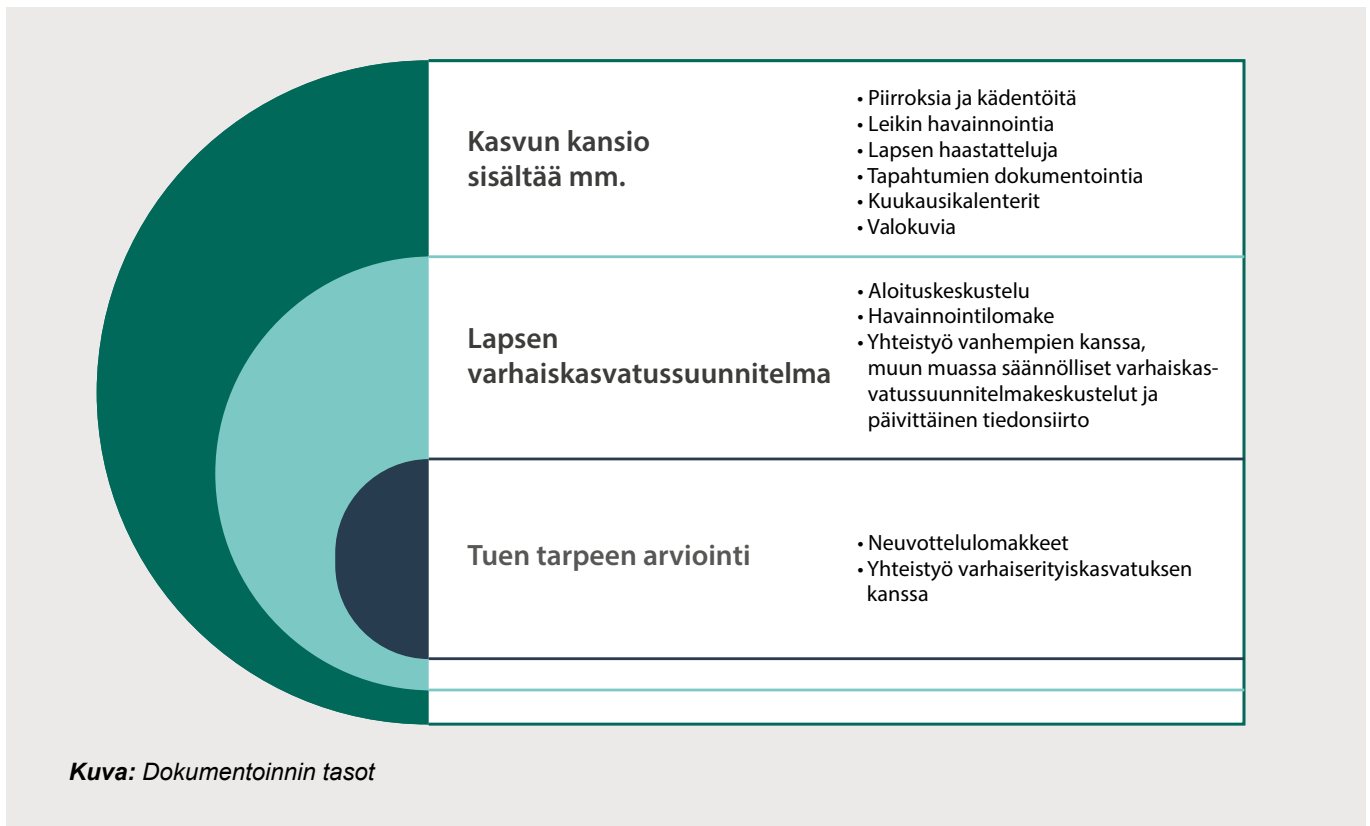 Kasvun kansio
sisältää mm.
• Piirroksia ja kädentöitä
• Leikin havainnointia
• Lapsen haastatteluja
• Tapahtumien dokumentointia
• Kuukausikalenterit
• Valokuvia
Lapsen
varhaiskasvatussuunnitelma
• Aloituskeskustelu
• Havainnointilomake
• Yhteistyö vanhempien kanssa,
muun muassa säännölliset varhaiskas-
vatussuunnitelmakeskustelut ja
päivittäinen tiedonsiirto
Tuen tarpeen arviointi
• Neuvottelulomakkeet
• Yhteistyö varhaiserityiskasvatuksen
kanssa
Kuva: Dokumentoinnin tasot